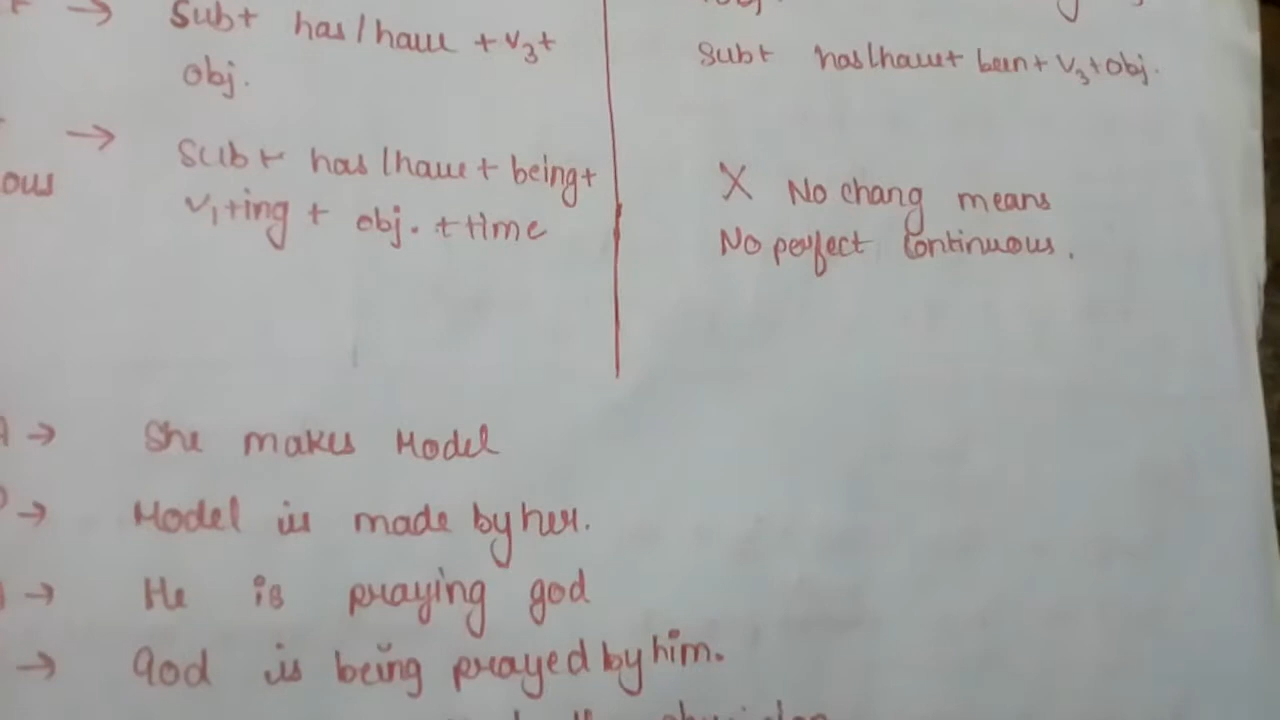 → Sub+ has/have + V3+
obj.
Sub+ has/have+ been+ V3+obj.
→ Sub+ has/have+ being+
V1+ing + obj. + time
ous
X No chang means
No perfect Continuous.
→ She makes Model
→ Model is made by her.
→ He is praying god
→ God is being prayed by him.